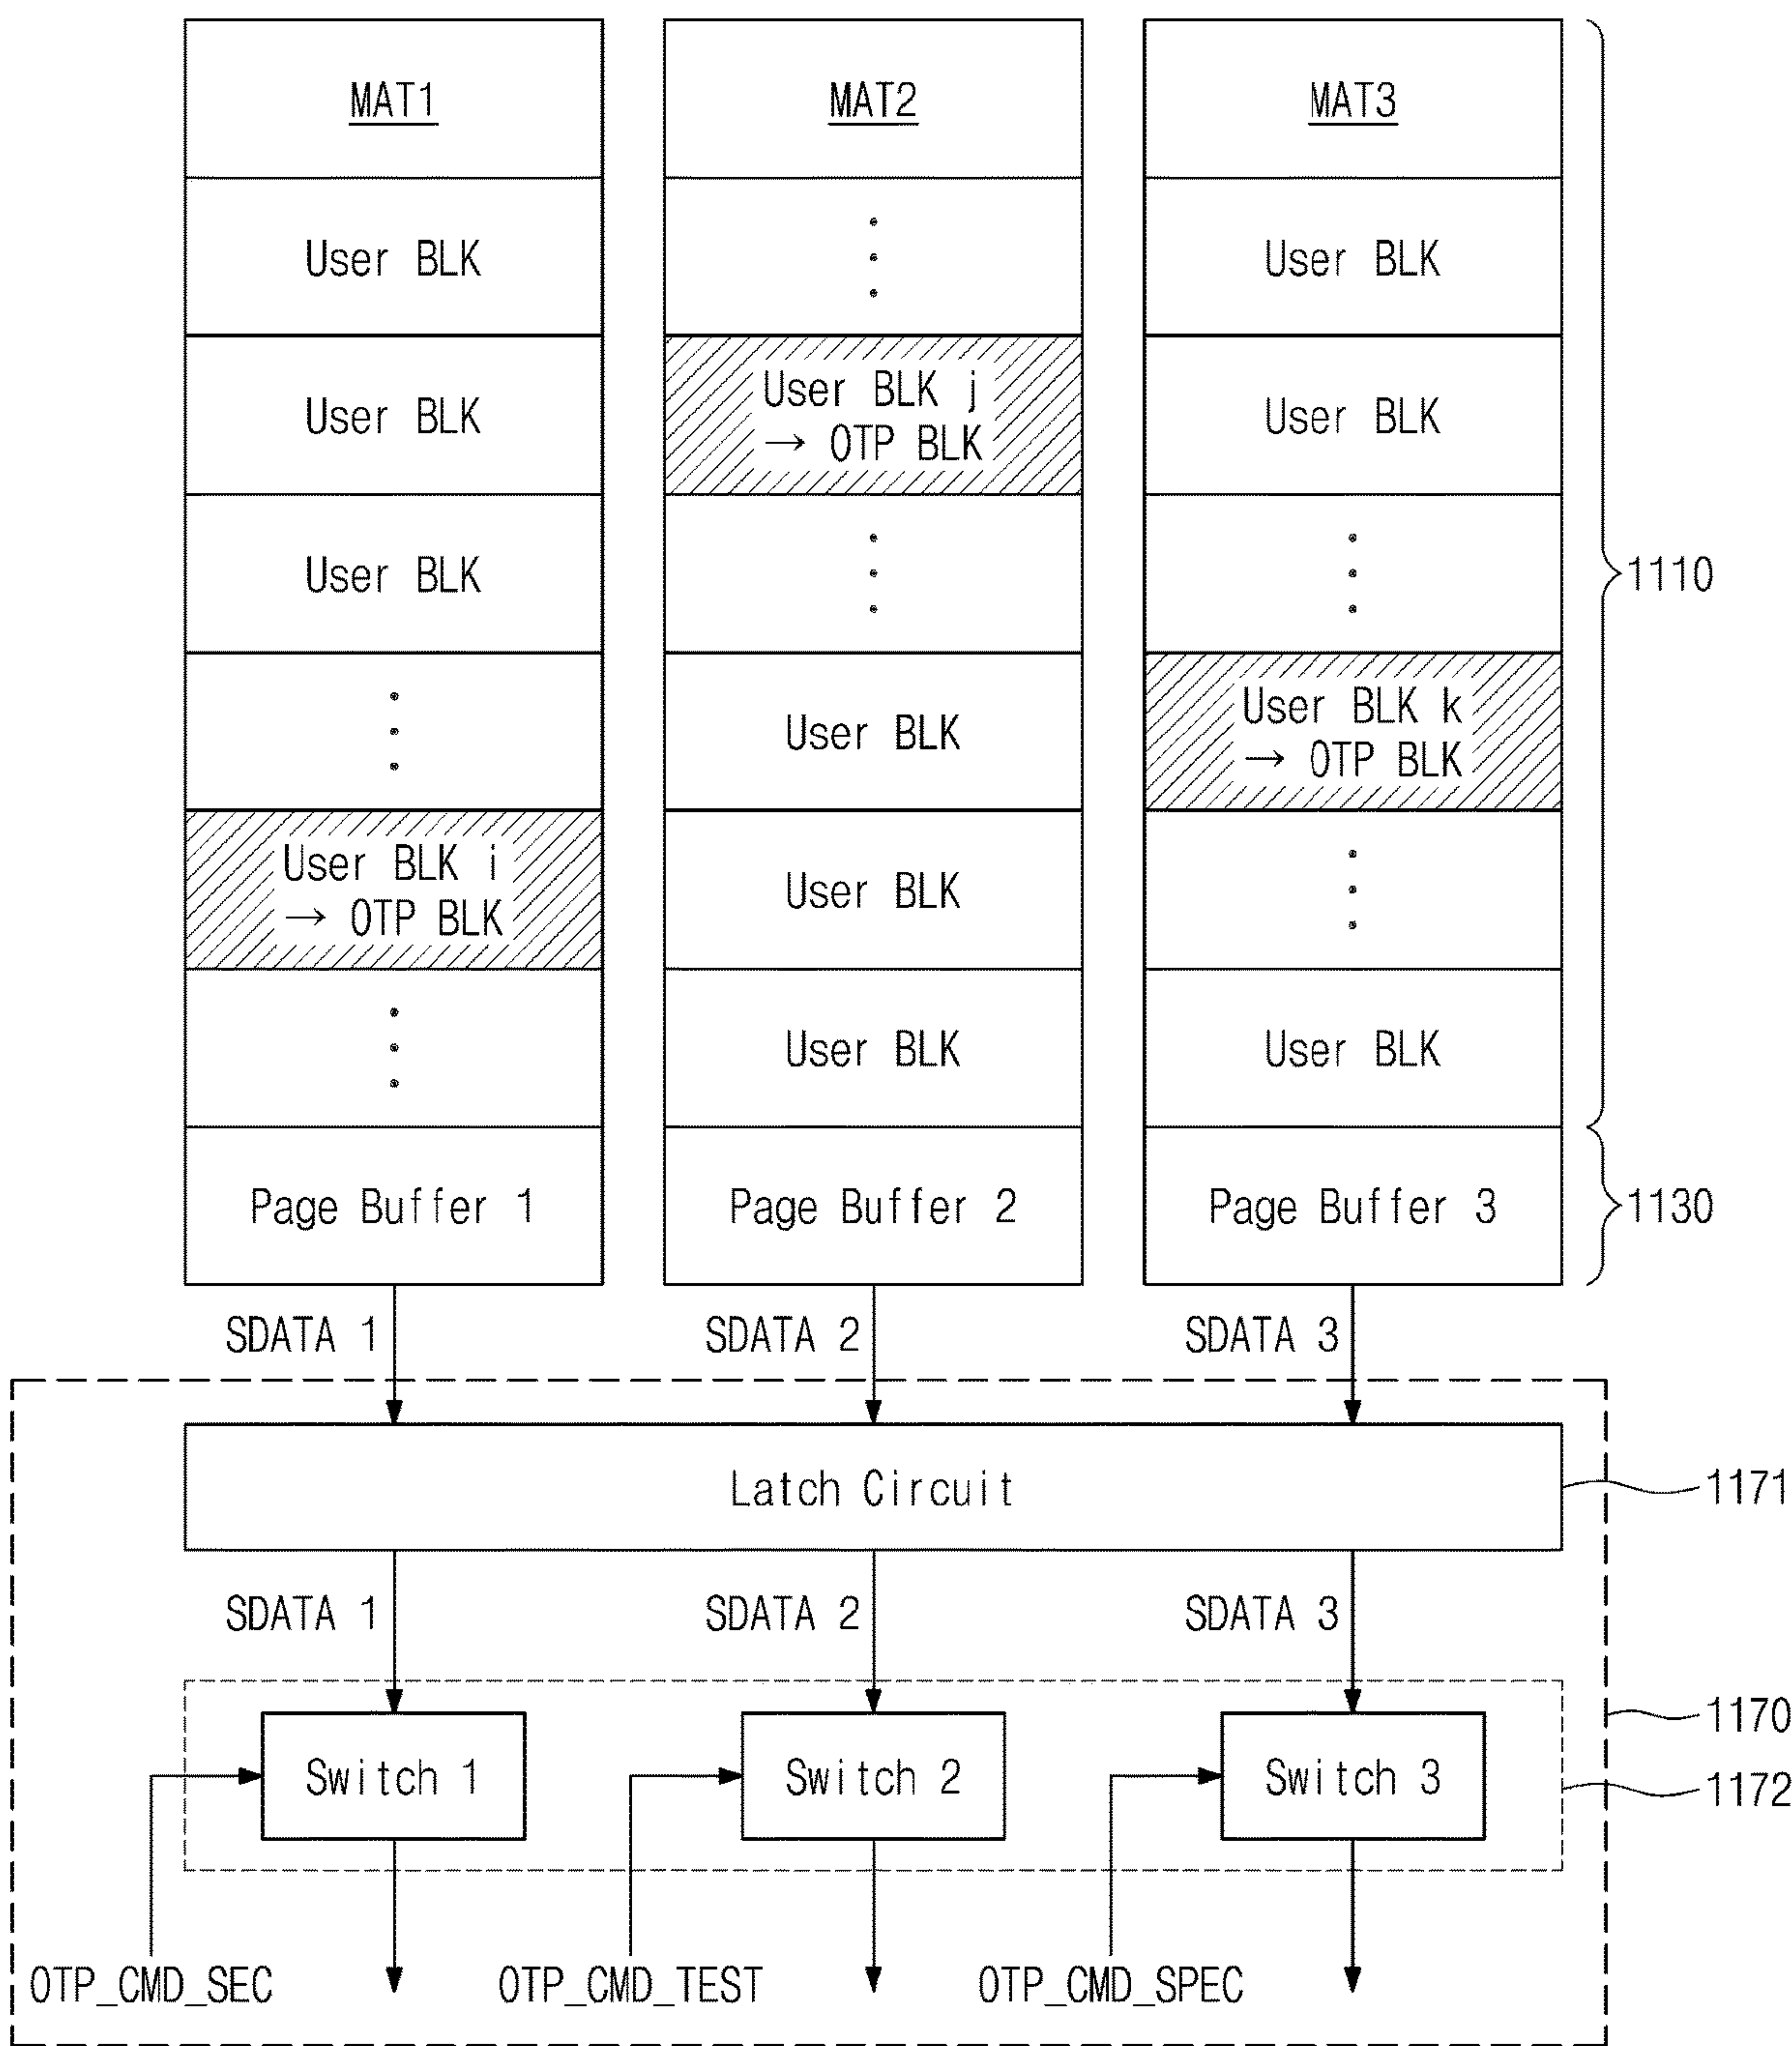 MAT1 MAT2 MAT3
User BLK User BLK
User BLK User BLK j User BLK
→ OTP BLK
User BLK
1110
User BLK User BLK k
→ OTP BLK
User BLK i User BLK
→ OTP BLK
User BLK User BLK
Page Buffer 1 Page Buffer 2 Page Buffer 3 1130
SDATA 1 SDATA 2 SDATA 3
Latch Circuit 1171
SDATA 1 SDATA 2 SDATA 3
1170
Switch 1 Switch 2 Switch 3 1172
OTP_CMD_SEC OTP_CMD_TEST OTP_CMD_SPEC